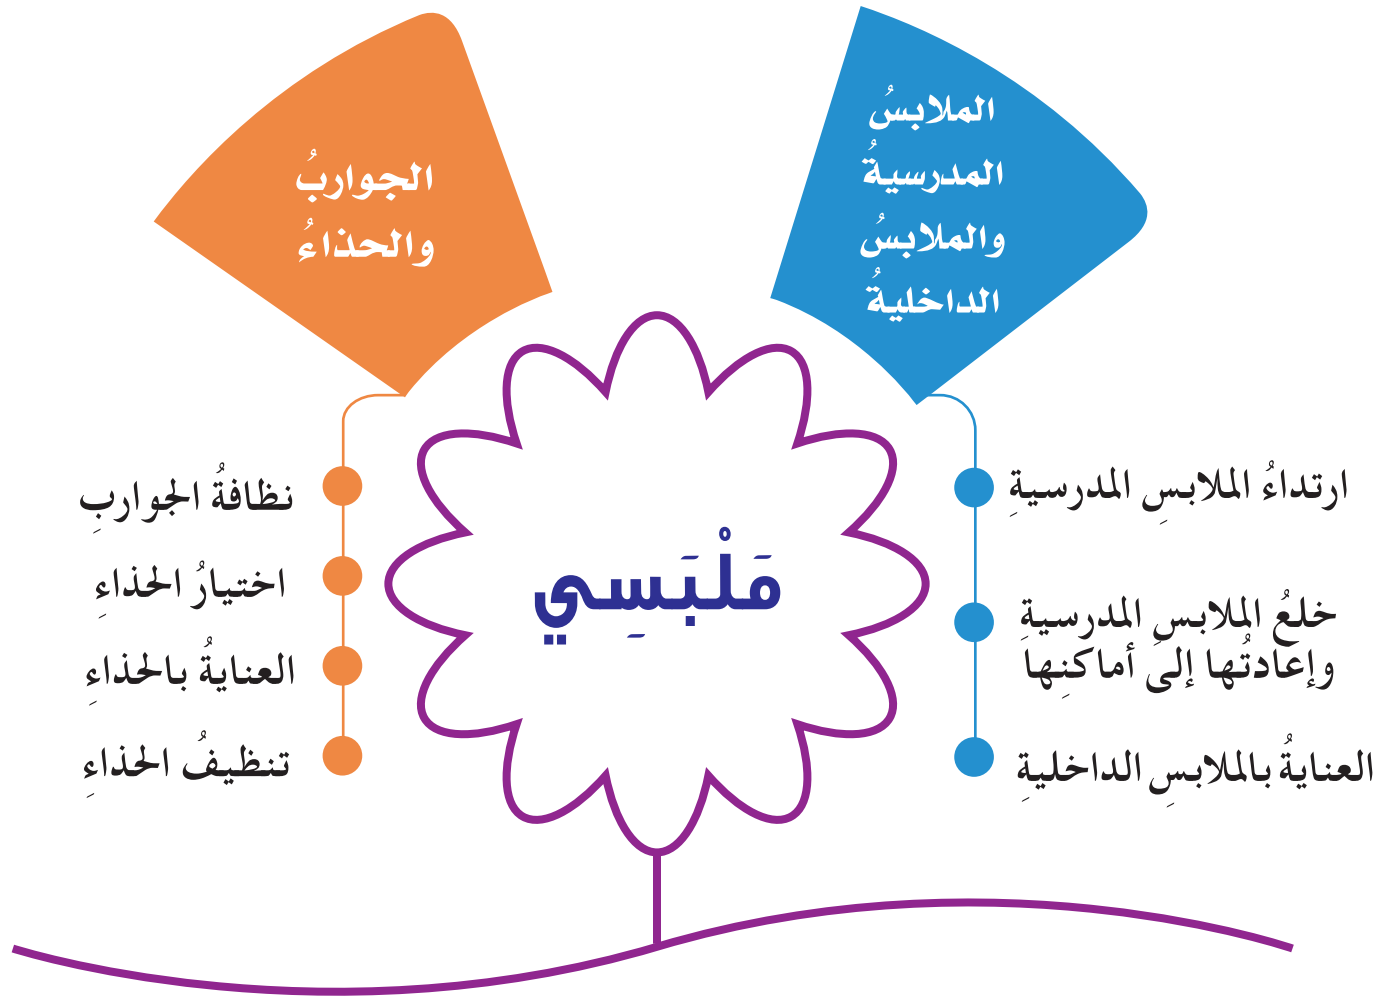 الملابسُ
المدرسيةُ
والملابسُ
الداخليةُ
الجواربُ
والحذاءُ
مَلْبَسِي
ارتداءُ الملابسِ المدرسيةِ
خلعُ الملابسِ المدرسيةِ
وإعادتُها إلى أماكنِها
العنايةُ بالملابسِ الداخليةِ
نظافةُ الجواربِ
اختيارُ الحذاءِ
العنايةُ بالحذاءِ
تنظيفُ الحذاءِ